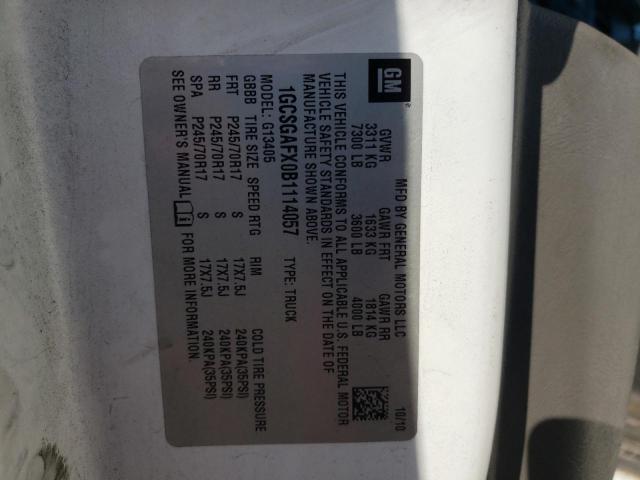 GM
MFD BY GENERAL MOTORS LLC 10/10
GVWR GAWR FRT GAWR RR
3311 KG 1633 KG 1814 KG
7300 LB 3600 LB 4000 LB
THIS VEHICLE CONFORMS TO ALL APPLICABLE U.S. FEDERAL MOTOR
VEHICLE SAFETY STANDARDS IN EFFECT ON THE DATE OF
MANUFACTURE SHOWN ABOVE.
1GCSGAFX0B1114057 TYPE: TRUCK
MODEL: G13405
GBBB TIRE SIZE SPEED RTG RIM COLD TIRE PRESSURE
FRT P245/70R17 S 17X7.5J 240KPA(35PSI)
RR P245/70R17 S 17X7.5J 240KPA(35PSI)
SPA P245/70R17 S 17X7.5J 240KPA(35PSI)
SEE OWNER'S MANUAL FOR MORE INFORMATION.